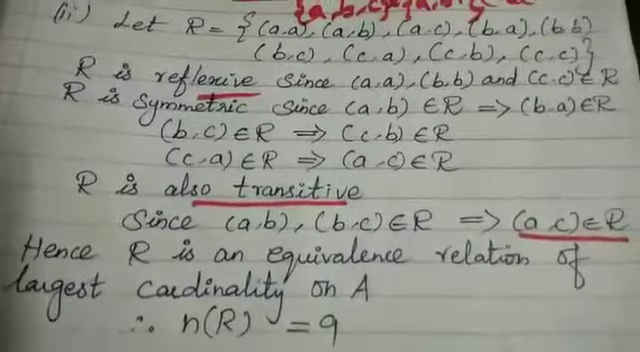 {a,b,c}
(ii) Let R = {(a.a), (a,b), (a,c), (b.a), (b.b)
(b.c), (c.a), (c.b), (c.c)}
R is reflexive since (a,a), (b,b) and (c.c) ∈ R
R is symmetric since (a,b) ∈ R ⇒ (b.a) ∈ R
(b,c) ∈ R ⇒ (c.b) ∈ R
(c.a) ∈ R ⇒ (a.c) ∈ R
R is also transitive
since (a,b), (b,c) ∈ R ⇒ (a,c) ∈ R
Hence R is an equivalence relation of
largest cardinality on A
∴ n(R) = 9